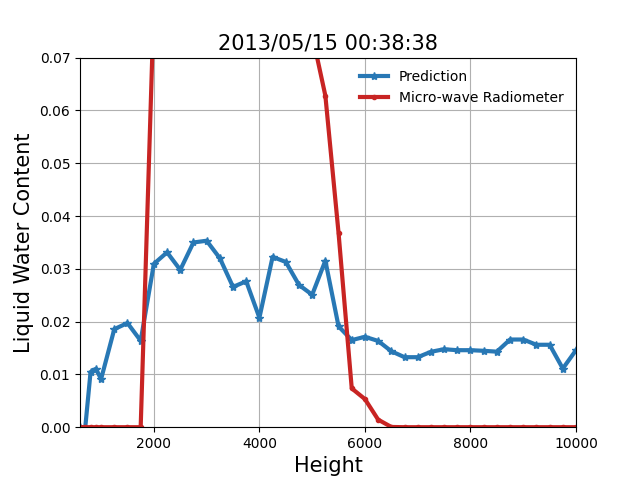 2013/05/15 00:38:38
Prediction
Micro-wave Radiometer
Liquid Water Content
0.07
0.06
0.05
0.04
0.03
0.02
0.01
0.00
2000 4000 6000 8000 10000
Height